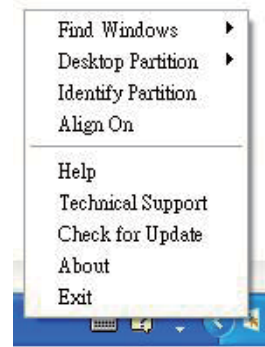 Find Windows
Desktop Partition
Identify Partition
Align On
Help
Technical Support
Check for Update
About
Exit